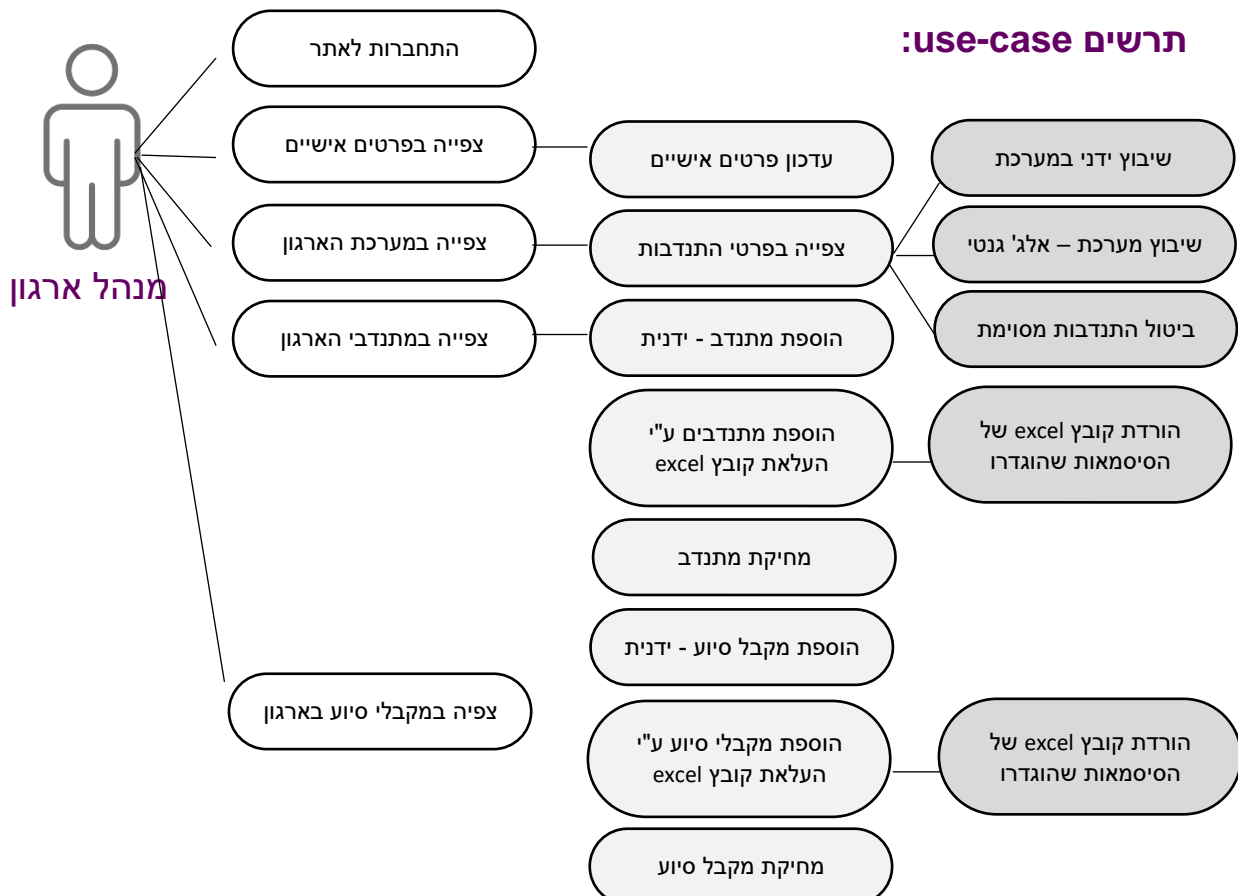 תרשים use-case:
מנהל ארגון
התחברות לאתר
צפייה בפרטים אישיים
צפייה במערכת הארגון
צפייה במתנדבי הארגון
צפיה במקבלי סיוע בארגון
עדכון פרטים אישיים
צפייה בפרטי התנדבות
הוספת מתנדב - ידנית
הוספת מתנדבים ע"י
העלאת קובץ excel
מחיקת מתנדב
הוספת מקבל סיוע - ידנית
הוספת מקבלי סיוע ע"י
העלאת קובץ excel
מחיקת מקבל סיוע
שיבוץ ידני במערכת
שיבוץ מערכת – אלג' גנטי
ביטול התנדבות מסוימת
הורדת קובץ excel של
הסיסמאות שהוגדרו
הורדת קובץ excel של
הסיסמאות שהוגדרו